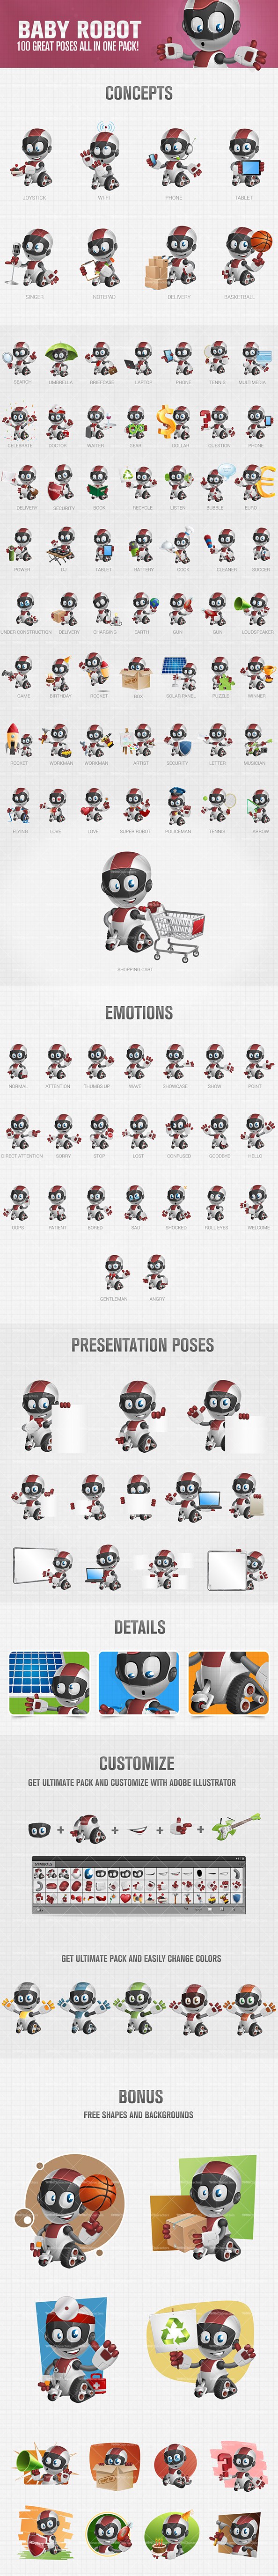 BABY ROBOT
100 GREAT POSES ALL IN ONE PACK!
CONCEPTS
JOYSTICK WI-FI PHONE TABLET
SINGER NOTEPAD DELIVERY BASKETBALL
SEARCH UMBRELLA BRIEFCASE LAPTOP PHONE TENNIS MULTIMEDIA
CELEBRATE DOCTOR WAITER GEAR DOLLAR QUESTION PHONE
DELIVERY SECURITY BOOK RECYCLE LISTEN BUBBLE EURO
POWER DJ TABLET BATTERY COOK CLEANER SOCCER
UNDER CONSTRUCTION DELIVERY CHARGING EARTH GUN GUN LOUDSPEAKER
GAME BIRTHDAY ROCKET BOX SOLAR PANEL PUZZLE WINNER
ROCKET WORKMAN WORKMAN ARTIST SECURITY LETTER MUSICIAN
FLYING LOVE LOVE SUPER ROBOT POLICEMAN TENNIS ARROW
SHOPPING CART
EMOTIONS
NORMAL ATTENTION THUMBS UP WAVE SHOWCASE SHOW POINT
DIRECT ATTENTION SORRY STOP LOST CONFUSED GOODBYE HELLO
OOPS PATIENT BORED SAD SHOCKED ROLL EYES WELCOME
GENTLEMAN ANGRY
PRESENTATION POSES
DETAILS
CUSTOMIZE
GET ULTIMATE PACK AND CUSTOMIZE WITH ADOBE ILLUSTRATOR
SYMBOLS
GET ULTIMATE PACK AND EASILY CHANGE COLORS
BONUS
FREE SHAPES AND BACKGROUNDS